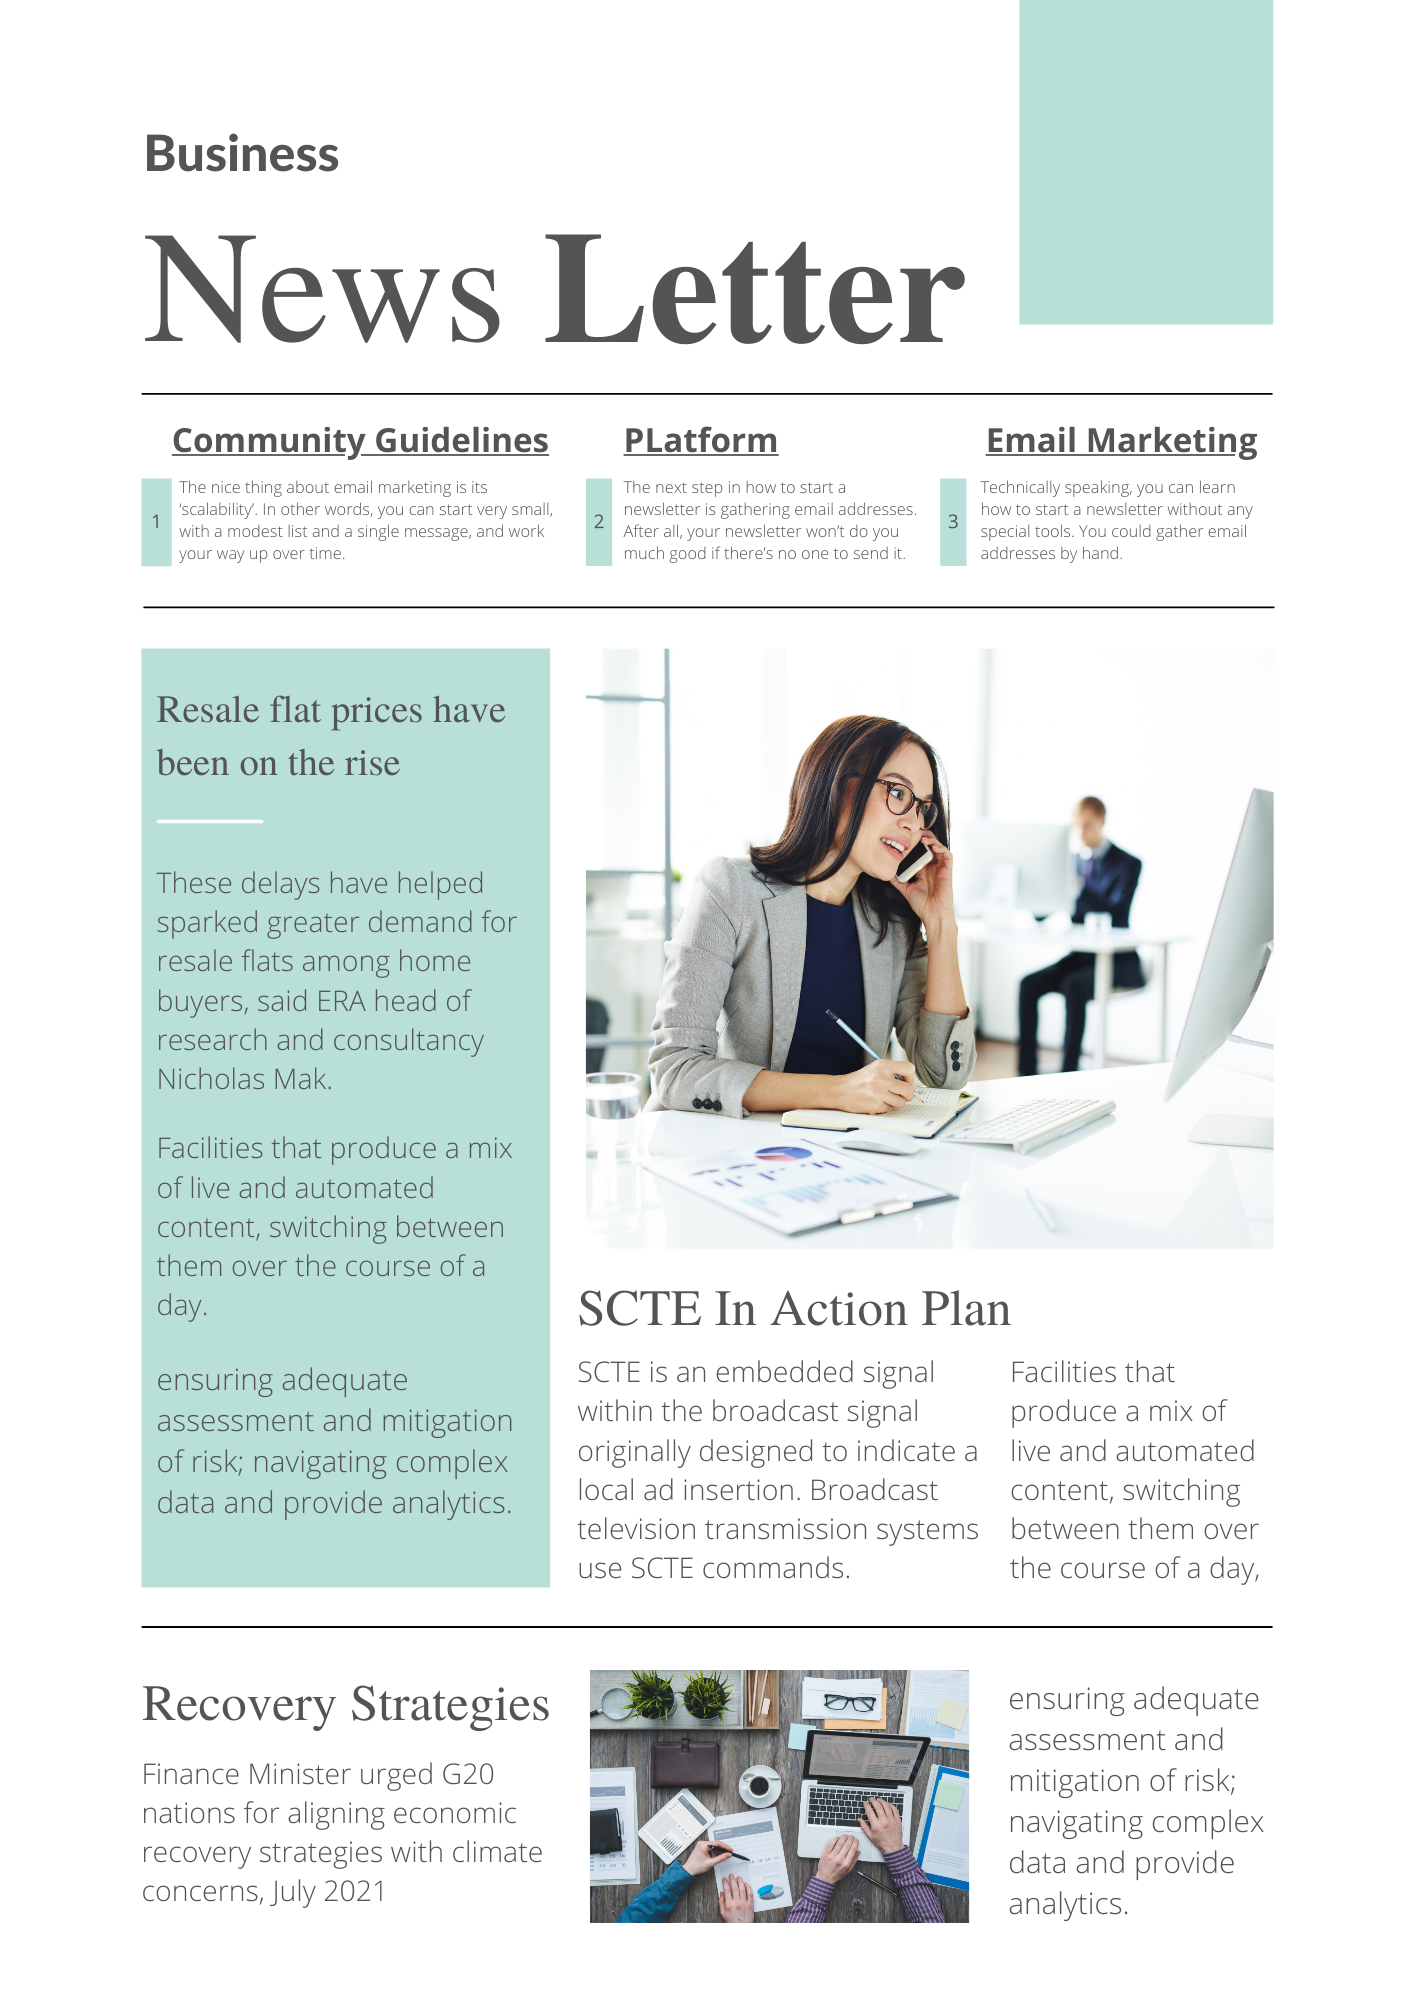 Business
News Letter
Community Guidelines
1
The nice thing about email marketing is its
‘scalability’. In other words, you can start very small,
with a modest list and a single message, and work
your way up over time.
PLatform
2
The next step in how to start a
newsletter is gathering email addresses.
After all, your newsletter won’t do you
much good if there’s no one to send it.
Email Marketing
3
Technically speaking, you can learn
how to start a newsletter without any
special tools. You could gather email
addresses by hand.
Resale flat prices have
been on the rise
These delays have helped
sparked greater demand for
resale flats among home
buyers, said ERA head of
research and consultancy
Nicholas Mak.
Facilities that produce a mix
of live and automated
content, switching between
them over the course of a
day.
ensuring adequate
assessment and mitigation
of risk; navigating complex
data and provide analytics.
SCTE In Action Plan
SCTE is an embedded signal
within the broadcast signal
originally designed to indicate a
local ad insertion. Broadcast
television transmission systems
use SCTE commands.
Facilities that
produce a mix of
live and automated
content, switching
between them over
the course of a day,
Recovery Strategies
Finance Minister urged G20
nations for aligning economic
recovery strategies with climate
concerns, July 2021
ensuring adequate
assessment and
mitigation of risk;
navigating complex
data and provide
analytics.